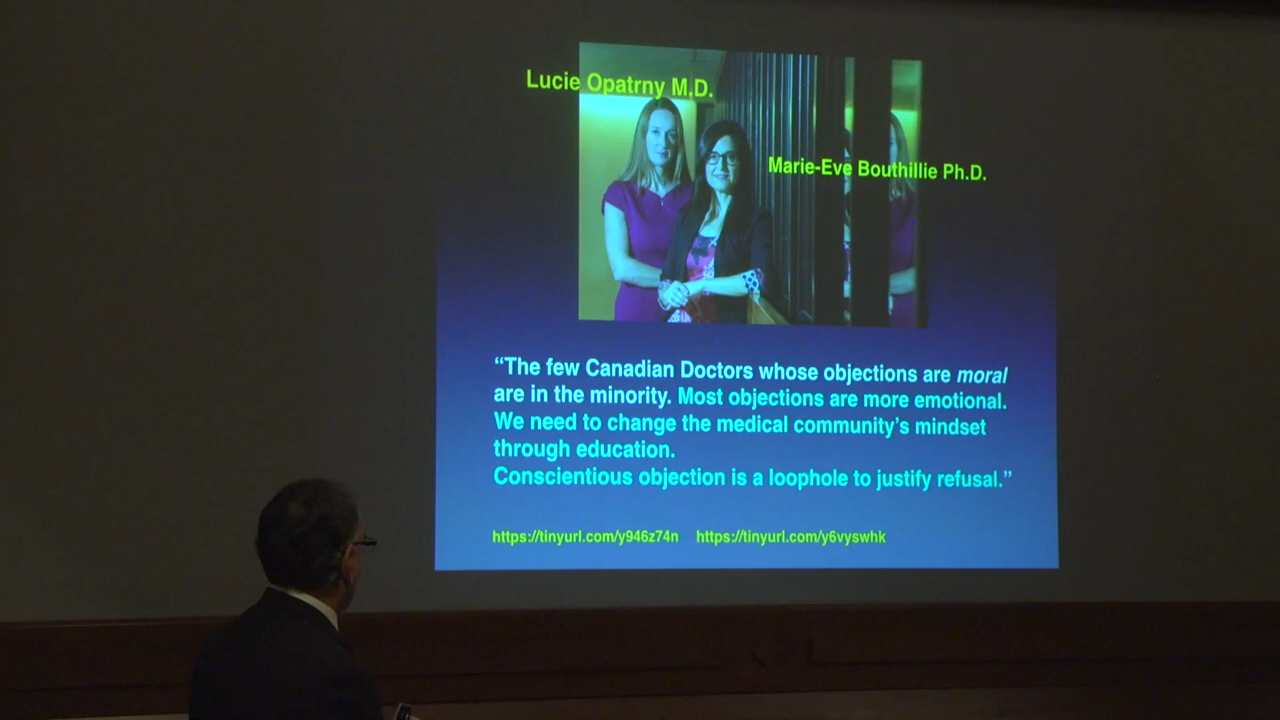 Lucie Opatrny M.D.
Marie-Eve Bouthillie Ph.D.
“The few Canadian Doctors whose objections are moral
are in the minority. Most objections are more emotional.
We need to change the medical community’s mindset
through education.
Conscientious objection is a loophole to justify refusal.”
https://tinyurl.com/y946z74n https://tinyurl.com/y6vyswhk